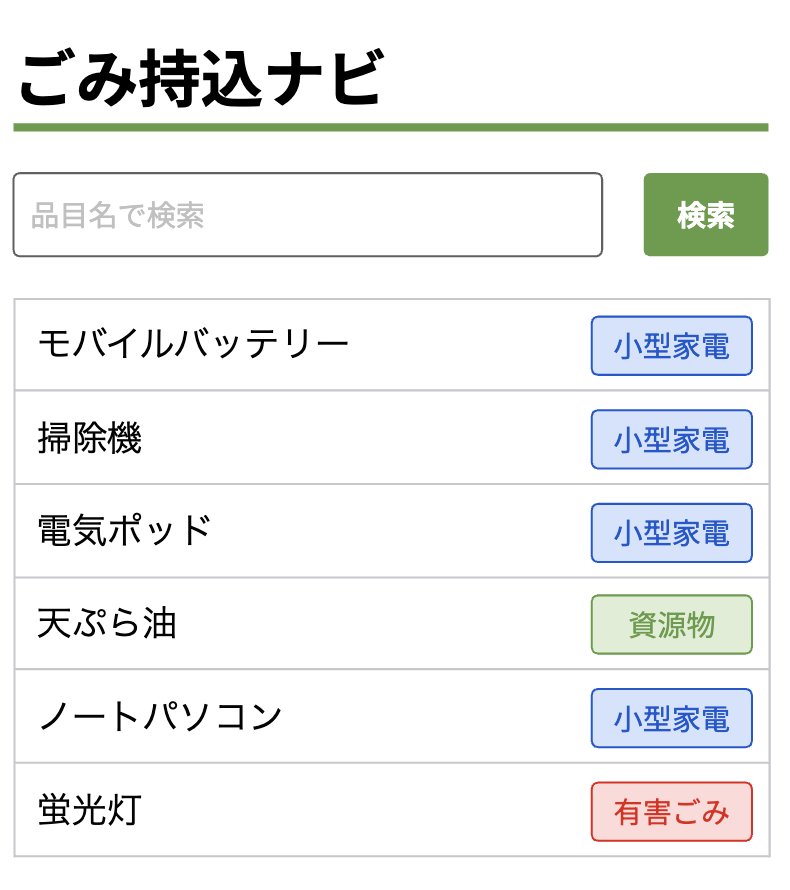 ごみ持込ナビ
品目名で検索 検索
モバイルバッテリー 小型家電
掃除機 小型家電
電気ポッド 小型家電
天ぷら油 資源物
ノートパソコン 小型家電
蛍光灯 有害ごみ